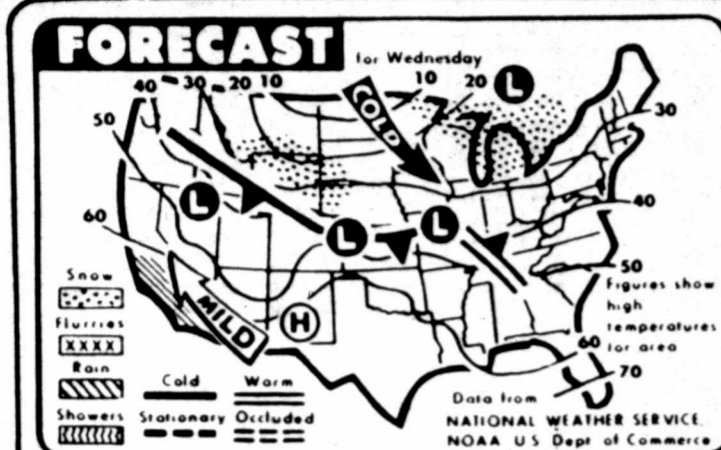 FORECAST
for Wednesday
40 30 20 10
10 20
L
COLD
30
50
L
40
60
L
L
50
Snow
Flurries
XXXX
Rain
Showers
MILD
H
Figures show
high
temperatures
for area
60
70
Cold Warm
Stationary Occluded
Data from
NATIONAL WEATHER SERVICE,
NOAA U S Dept of Commerce